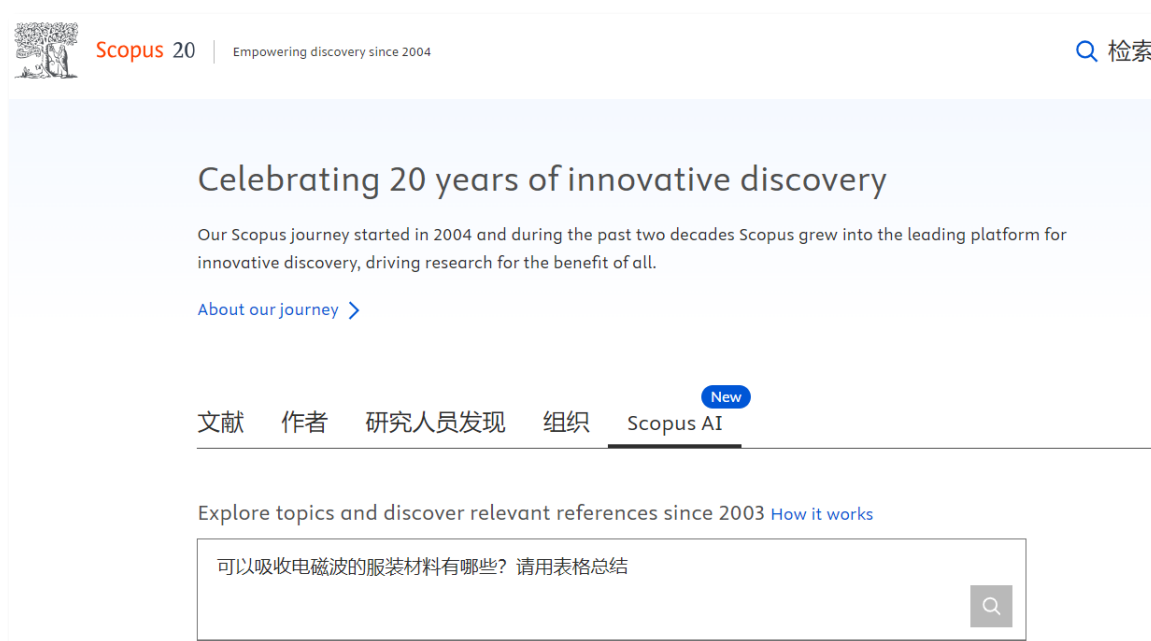 Scopus 20
Empowering discovery since 2004
检索
Celebrating 20 years of innovative discovery
Our Scopus journey started in 2004 and during the past two decades Scopus grew into the leading platform for
innovative discovery, driving research for the benefit of all.
About our journey
New
文献 作者 研究人员发现 组织 Scopus AI
Explore topics and discover relevant references since 2003 How it works
可以吸收电磁波的服装材料有哪些？请用表格总结